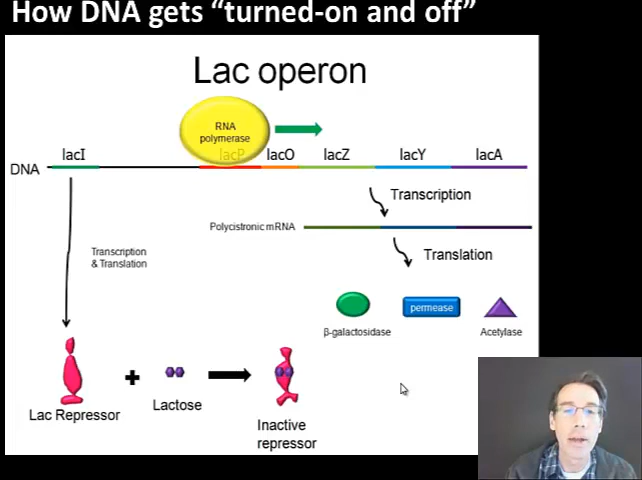 How DNA gets “turned-on and off”
Lac operon
RNA
polymerase
lacI
lacP
lacO
lacZ
lacY
lacA
DNA
Transcription
Polycistronic mRNA
Transcription
& Translation
Translation
permease
β-galactosidase
Acetylase
Lac Repressor
Lactose
Inactive
repressor